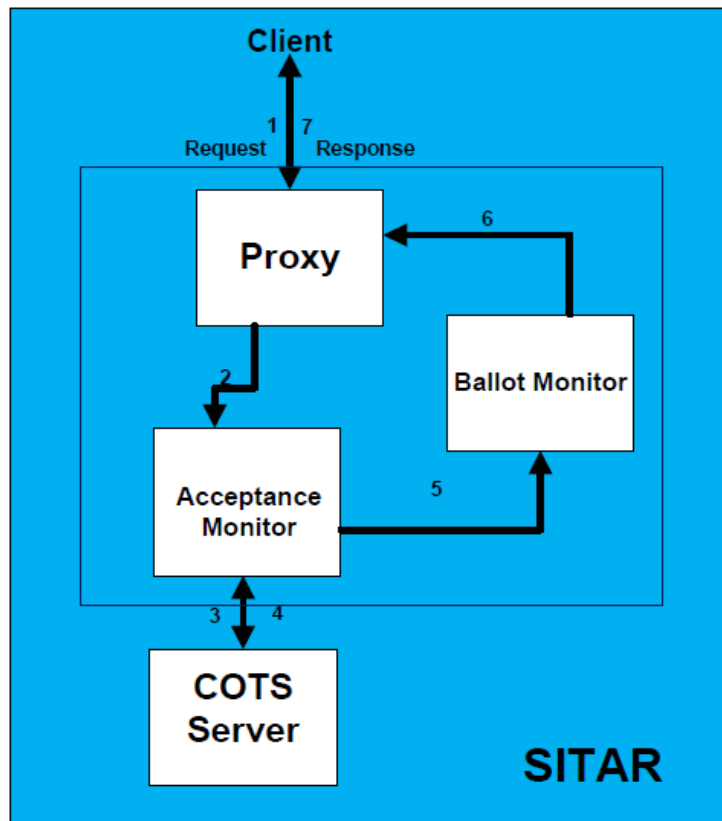 Client
1 7
Request Response
Proxy
6
2
Ballot Monitor
Acceptance
Monitor
5
3 4
COTS
Server
SITAR